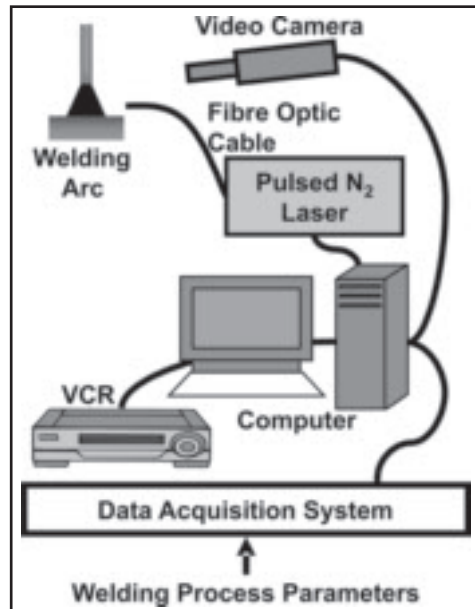 Video Camera
Fibre Optic
Cable
Welding
Arc
Pulsed N₂
Laser
VCR
Computer
Data Acquisition System
Welding Process Parameters